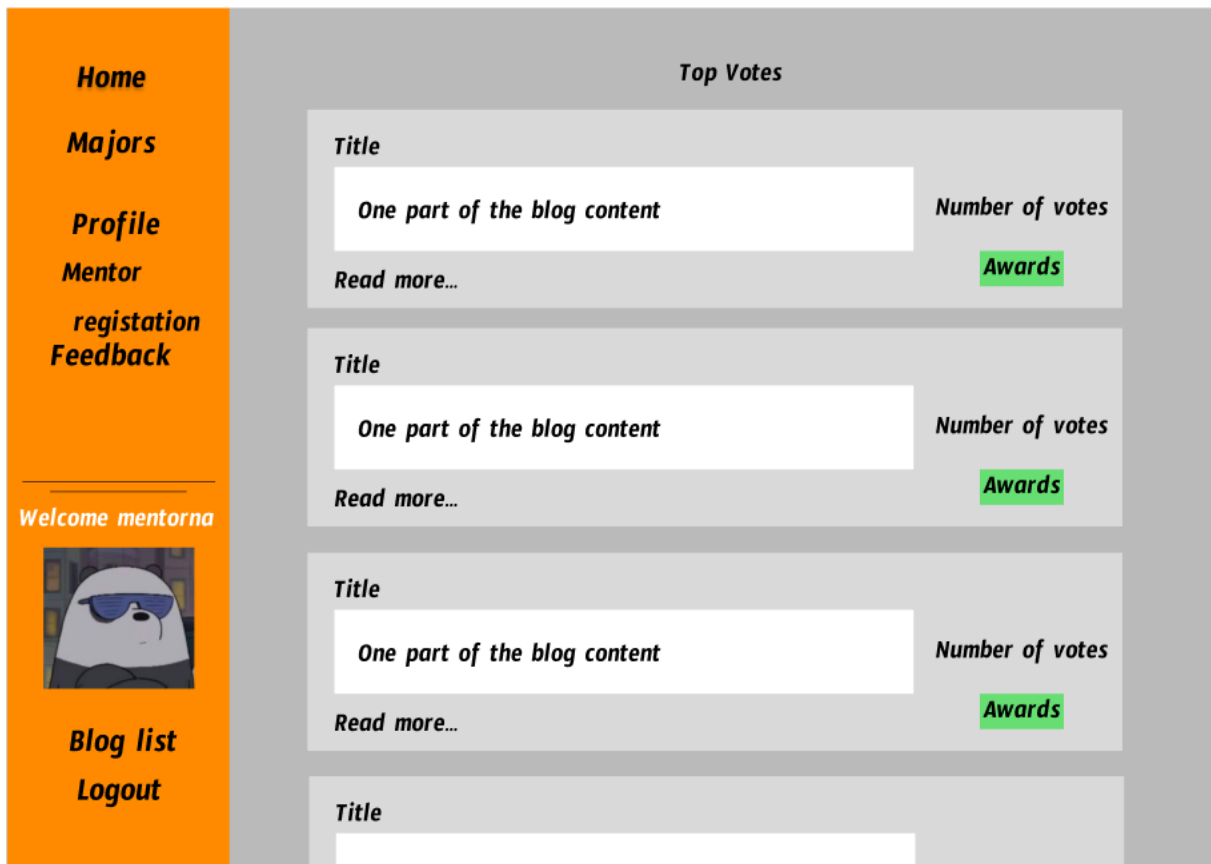 Home
Majors
Profile
Mentor
registation
Feedback
Welcome mentorna
Blog list
Logout
Top Votes
Title
One part of the blog content
Number of votes
Awards
Read more...
Title
One part of the blog content
Number of votes
Awards
Read more...
Title
One part of the blog content
Number of votes
Awards
Read more...
Title